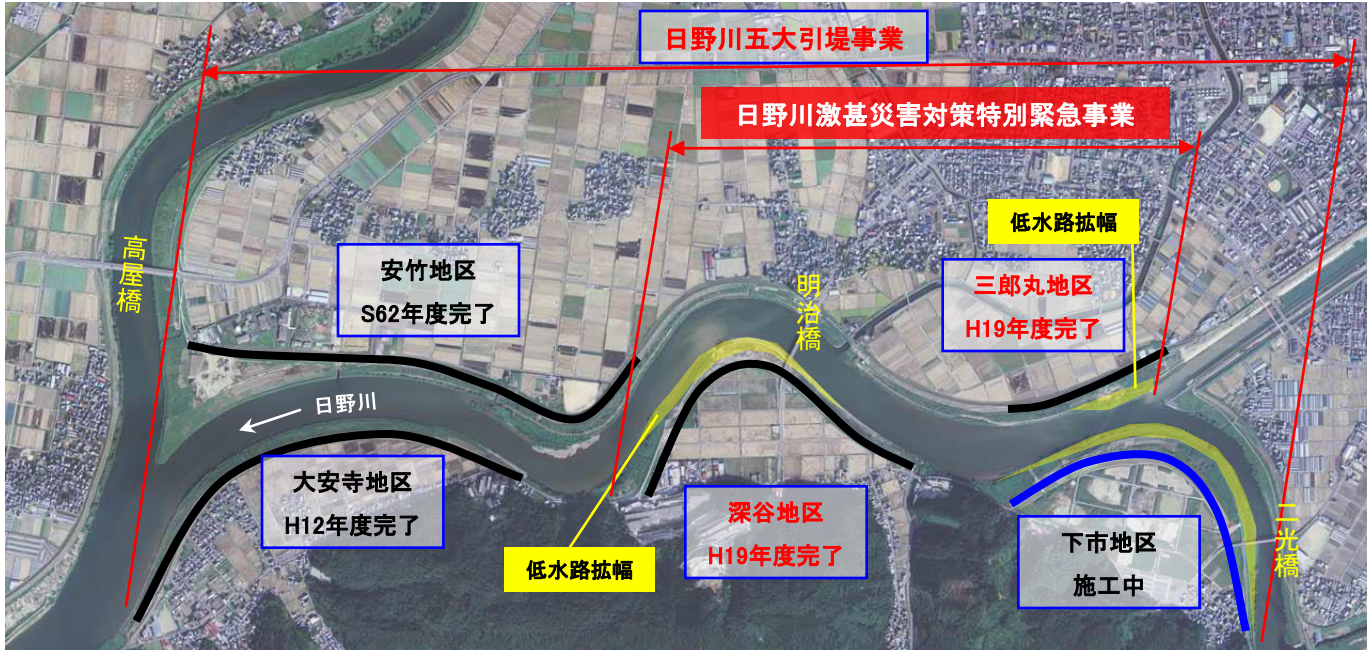 日野川五大引堤事業
日野川激甚災害対策特別緊急事業
低水路拡幅
高屋橋
安竹地区
S62年度完了
明治橋
三郎丸地区
H19年度完了
日野川
大安寺地区
H12年度完了
深谷地区
H19年度完了
低水路拡幅
下市地区
施工中
二光橋